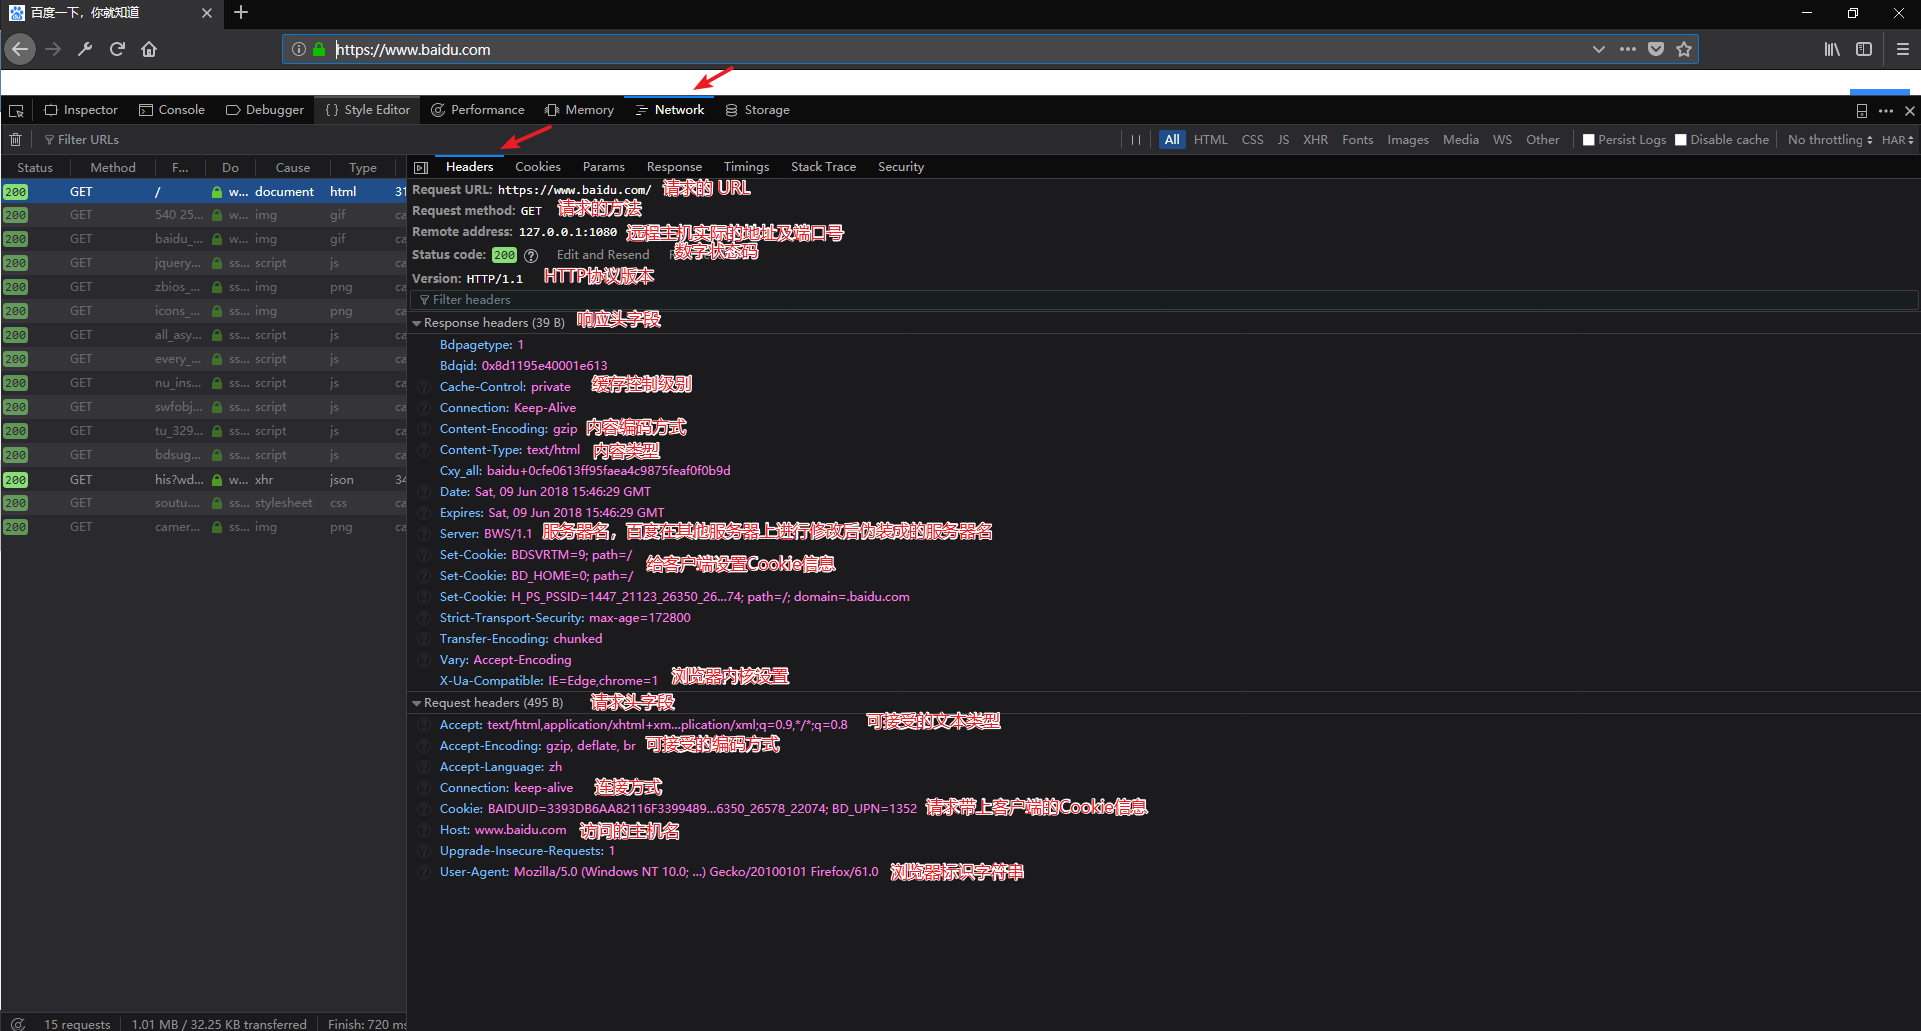 百度一下，你就知道
https://www.baidu.com
Inspector Console Debugger { } Style Editor Performance Memory Network Storage
Filter URLs All HTML CSS JS XHR Fonts Images Media WS Other Persist Logs Disable cache No throttling HAR
Status Method F... Do Cause Type
200 GET / w... document html 31
200 GET 540 25... w... img gif ca
200 GET baidu_... w... img gif ca
200 GET jquery... ss... script js ca
200 GET zbios_... ss... img png ca
200 GET icons_... ss... img png ca
200 GET all_asy... ss... script js ca
200 GET every_... ss... script js ca
200 GET nu_ins... ss... script js ca
200 GET swfobj... ss... script js ca
200 GET tu_329... ss... script js ca
200 GET bdsug... ss... script js ca
200 GET his?wd... w... xhr json 34
200 GET soutu.... ss... stylesheet css ca
200 GET camer... ss... img png ca
Headers Cookies Params Response Timings Stack Trace Security
Request URL: https://www.baidu.com/ 请求的 URL
Request method: GET 请求的方法
Remote address: 127.0.0.1:1080 远程主机实际的地址及端口号
Status code: 200 Edit and Resend 数字状态码
Version: HTTP/1.1 HTTP协议版本
Filter headers
Response headers (39 B) 响应头字段
Bdpagetype: 1
Bdqid: 0x8d1195e40001e613
Cache-Control: private 缓存控制级别
Connection: Keep-Alive
Content-Encoding: gzip 内容编码方式
Content-Type: text/html 内容类型
Cxy_all: baidu+0cfe0613ff95faea4c9875feaf0f0b9d
Date: Sat, 09 Jun 2018 15:46:29 GMT
Expires: Sat, 09 Jun 2018 15:46:29 GMT
Server: BWS/1.1 服务器名，百度在其他服务器上进行修改后伪装成的服务器名
Set-Cookie: BDSVRTM=9; path=/
给客户端设置Cookie信息
Set-Cookie: BD_HOME=0; path=/
Set-Cookie: H_PS_PSSID=1447_21123_26350_26...74; path=/; domain=.baidu.com
Strict-Transport-Security: max-age=172800
Transfer-Encoding: chunked
Vary: Accept-Encoding
X-Ua-Compatible: IE=Edge,chrome=1 浏览器内核设置
Request headers (495 B) 请求头字段
Accept: text/html,application/xhtml+xm...plication/xml;q=0.9,*/*;q=0.8 可接受的文本类型
Accept-Encoding: gzip, deflate, br 可接受的编码方式
Accept-Language: zh
Connection: keep-alive 连接方式
Cookie: BAIDUID=3393DB6AA82116F3399489...6350_26578_22074; BD_UPN=1352 请求带上客户端的Cookie信息
Host: www.baidu.com 访问的主机名
Upgrade-Insecure-Requests: 1
User-Agent: Mozilla/5.0 (Windows NT 10.0; ...) Gecko/20100101 Firefox/61.0 浏览器标识字符串
15 requests 1.01 MB / 32.25 KB transferred Finish: 720 ms